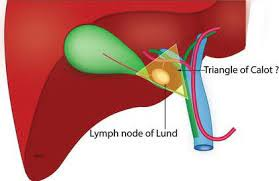 Triangle of Calot ?
Lymph node of Lund